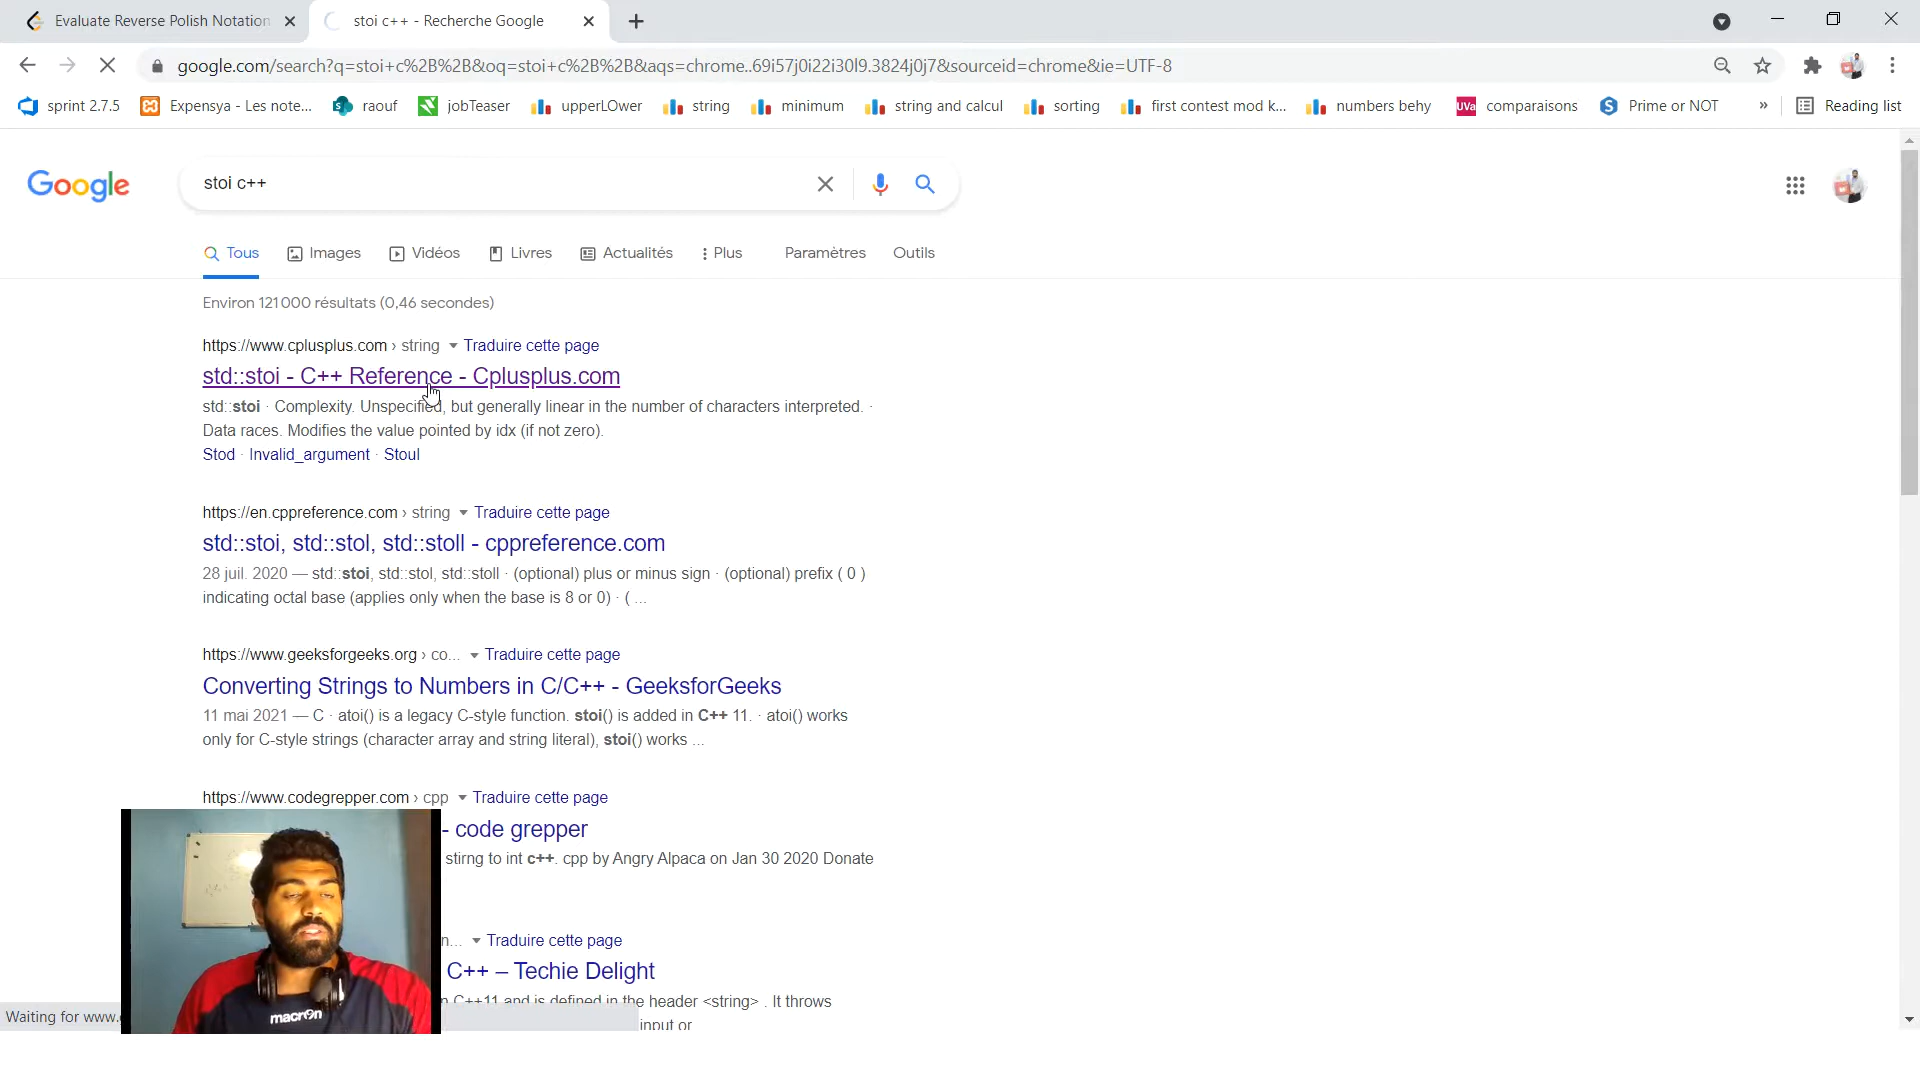 Evaluate Reverse Polish Notation
stoi c++ - Recherche Google
google.com/search?q=stoi+c%2B%2B&oq=stoi+c%2B%2B&aqs=chrome..69i57j0i22i30l9.3824j0j7&sourceid=chrome&ie=UTF-8
sprint 2.7.5 Expensya - Les note... raouf jobTeaser upperLOwer string minimum string and calcul sorting first contest mod k... numbers behy UVa comparaisons Prime or NOT » Reading list
Google
stoi c++
Tous Images Vidéos Livres Actualités Plus Paramètres Outils
Environ 121 000 résultats (0,46 secondes)
https://www.cplusplus.com › string Traduire cette page
std::stoi - C++ Reference - Cplusplus.com
std::stoi · Complexity. Unspecified, but generally linear in the number of characters interpreted. ·
Data races. Modifies the value pointed by idx (if not zero).
Stod · Invalid_argument · Stoul
https://en.cppreference.com › string Traduire cette page
std::stoi, std::stol, std::stoll - cppreference.com
28 juil. 2020 — std::stoi, std::stol, std::stoll · (optional) plus or minus sign · (optional) prefix ( 0 )
indicating octal base (applies only when the base is 8 or 0) · ( ...
https://www.geeksforgeeks.org › co... Traduire cette page
Converting Strings to Numbers in C/C++ - GeeksforGeeks
11 mai 2021 — C · atoi() is a legacy C-style function. stoi() is added in C++ 11. · atoi() works
only for C-style strings (character array and string literal), stoi() works ...
https://www.codegrepper.com › cpp Traduire cette page
- code grepper
stirng to int c++. cpp by Angry Alpaca on Jan 30 2020 Donate
n... Traduire cette page
C++ – Techie Delight
C++11 and is defined in the header <string> . It throws
input or
Waiting for www.
macron